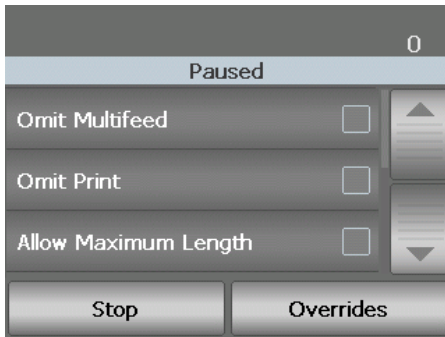 0
Paused
Omit Multifeed
Omit Print
Allow Maximum Length
Stop
Overrides